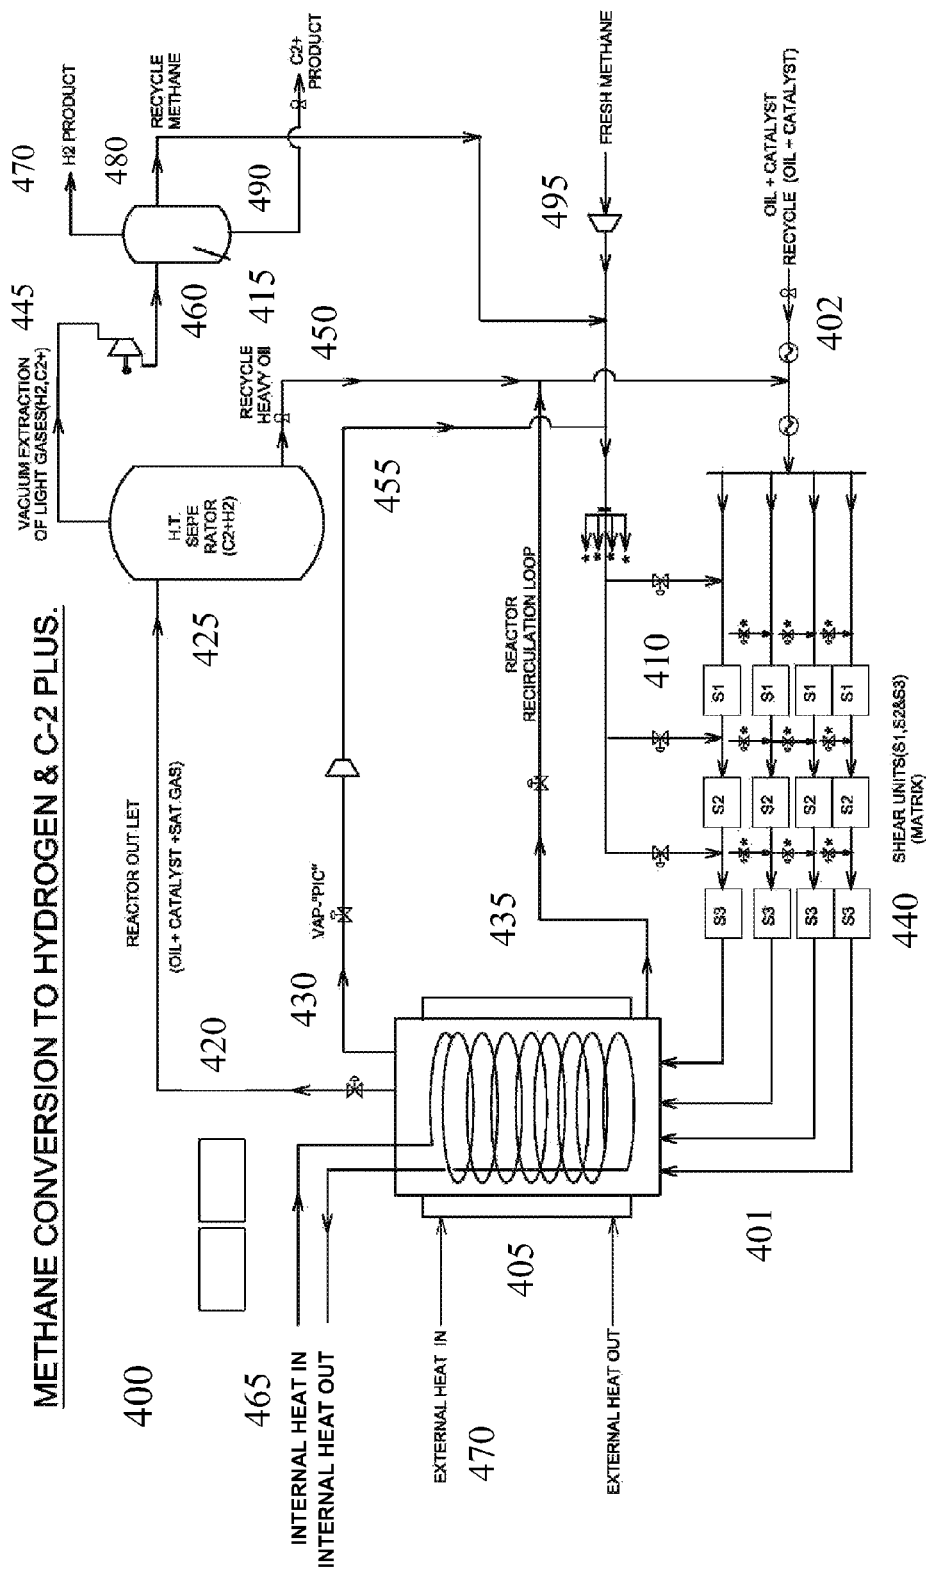 METHANE CONVERSION TO HYDROGEN & C-2 PLUS.
400
465
INTERNAL HEAT IN
INTERNAL HEAT OUT
EXTERNAL HEAT IN
470
EXTERNAL HEAT OUT
405
401
420
REACTOR OUTLET
(OIL+ CATALYST +SAT.GAS)
430
VAP-"PIC"
435
REACTOR
RECIRCULATION LOOP
425
H.T.
SEPE
RATOR
(C2+H2)
VACUUM EXTRACTION
OF LIGHT GASES(H2,C2+)
445
455
RECYCLE
HEAVY OIL
450
415
460
470
H2 PRODUCT
480
RECYCLE
METHANE
490
C2+
PRODUCT
495
FRESH METHANE
OIL + CATALYST
RECYCLE (OIL + CATALYST)
402
410
* * * *
S3 S2 S1
S3 S2 S1
S3 S2 S1
S3 S2 S1
* * *
* * *
* * *
440
SHEAR UNITS(S1,S2&S3)
(MATRIX)